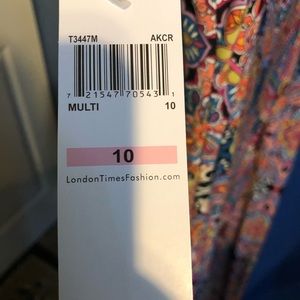 T3447M AKCR
7 21547 70543 1
MULTI 10
10
LondonTimesFashion.com